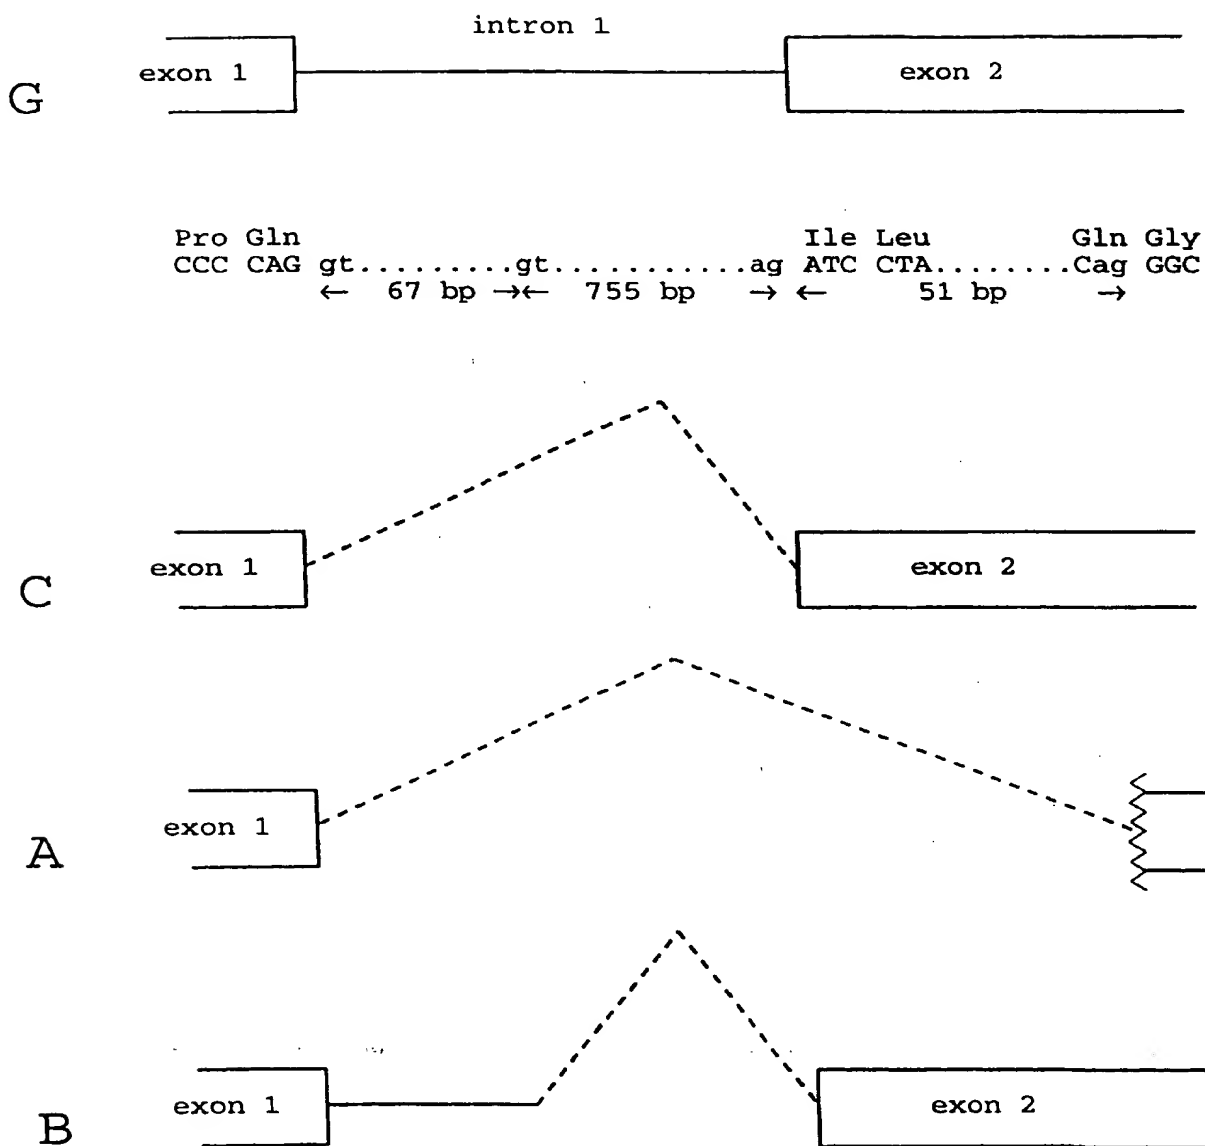 intron 1
exon 1 exon 2
G
Pro Gln Ile Leu Gln Gly
CCC CAG gt.........gt............ag ATC CTA........Cag GGC
← 67 bp →← 755 bp → ← 51 bp →
exon 1 exon 2
C
exon 1
A
exon 1 exon 2
B